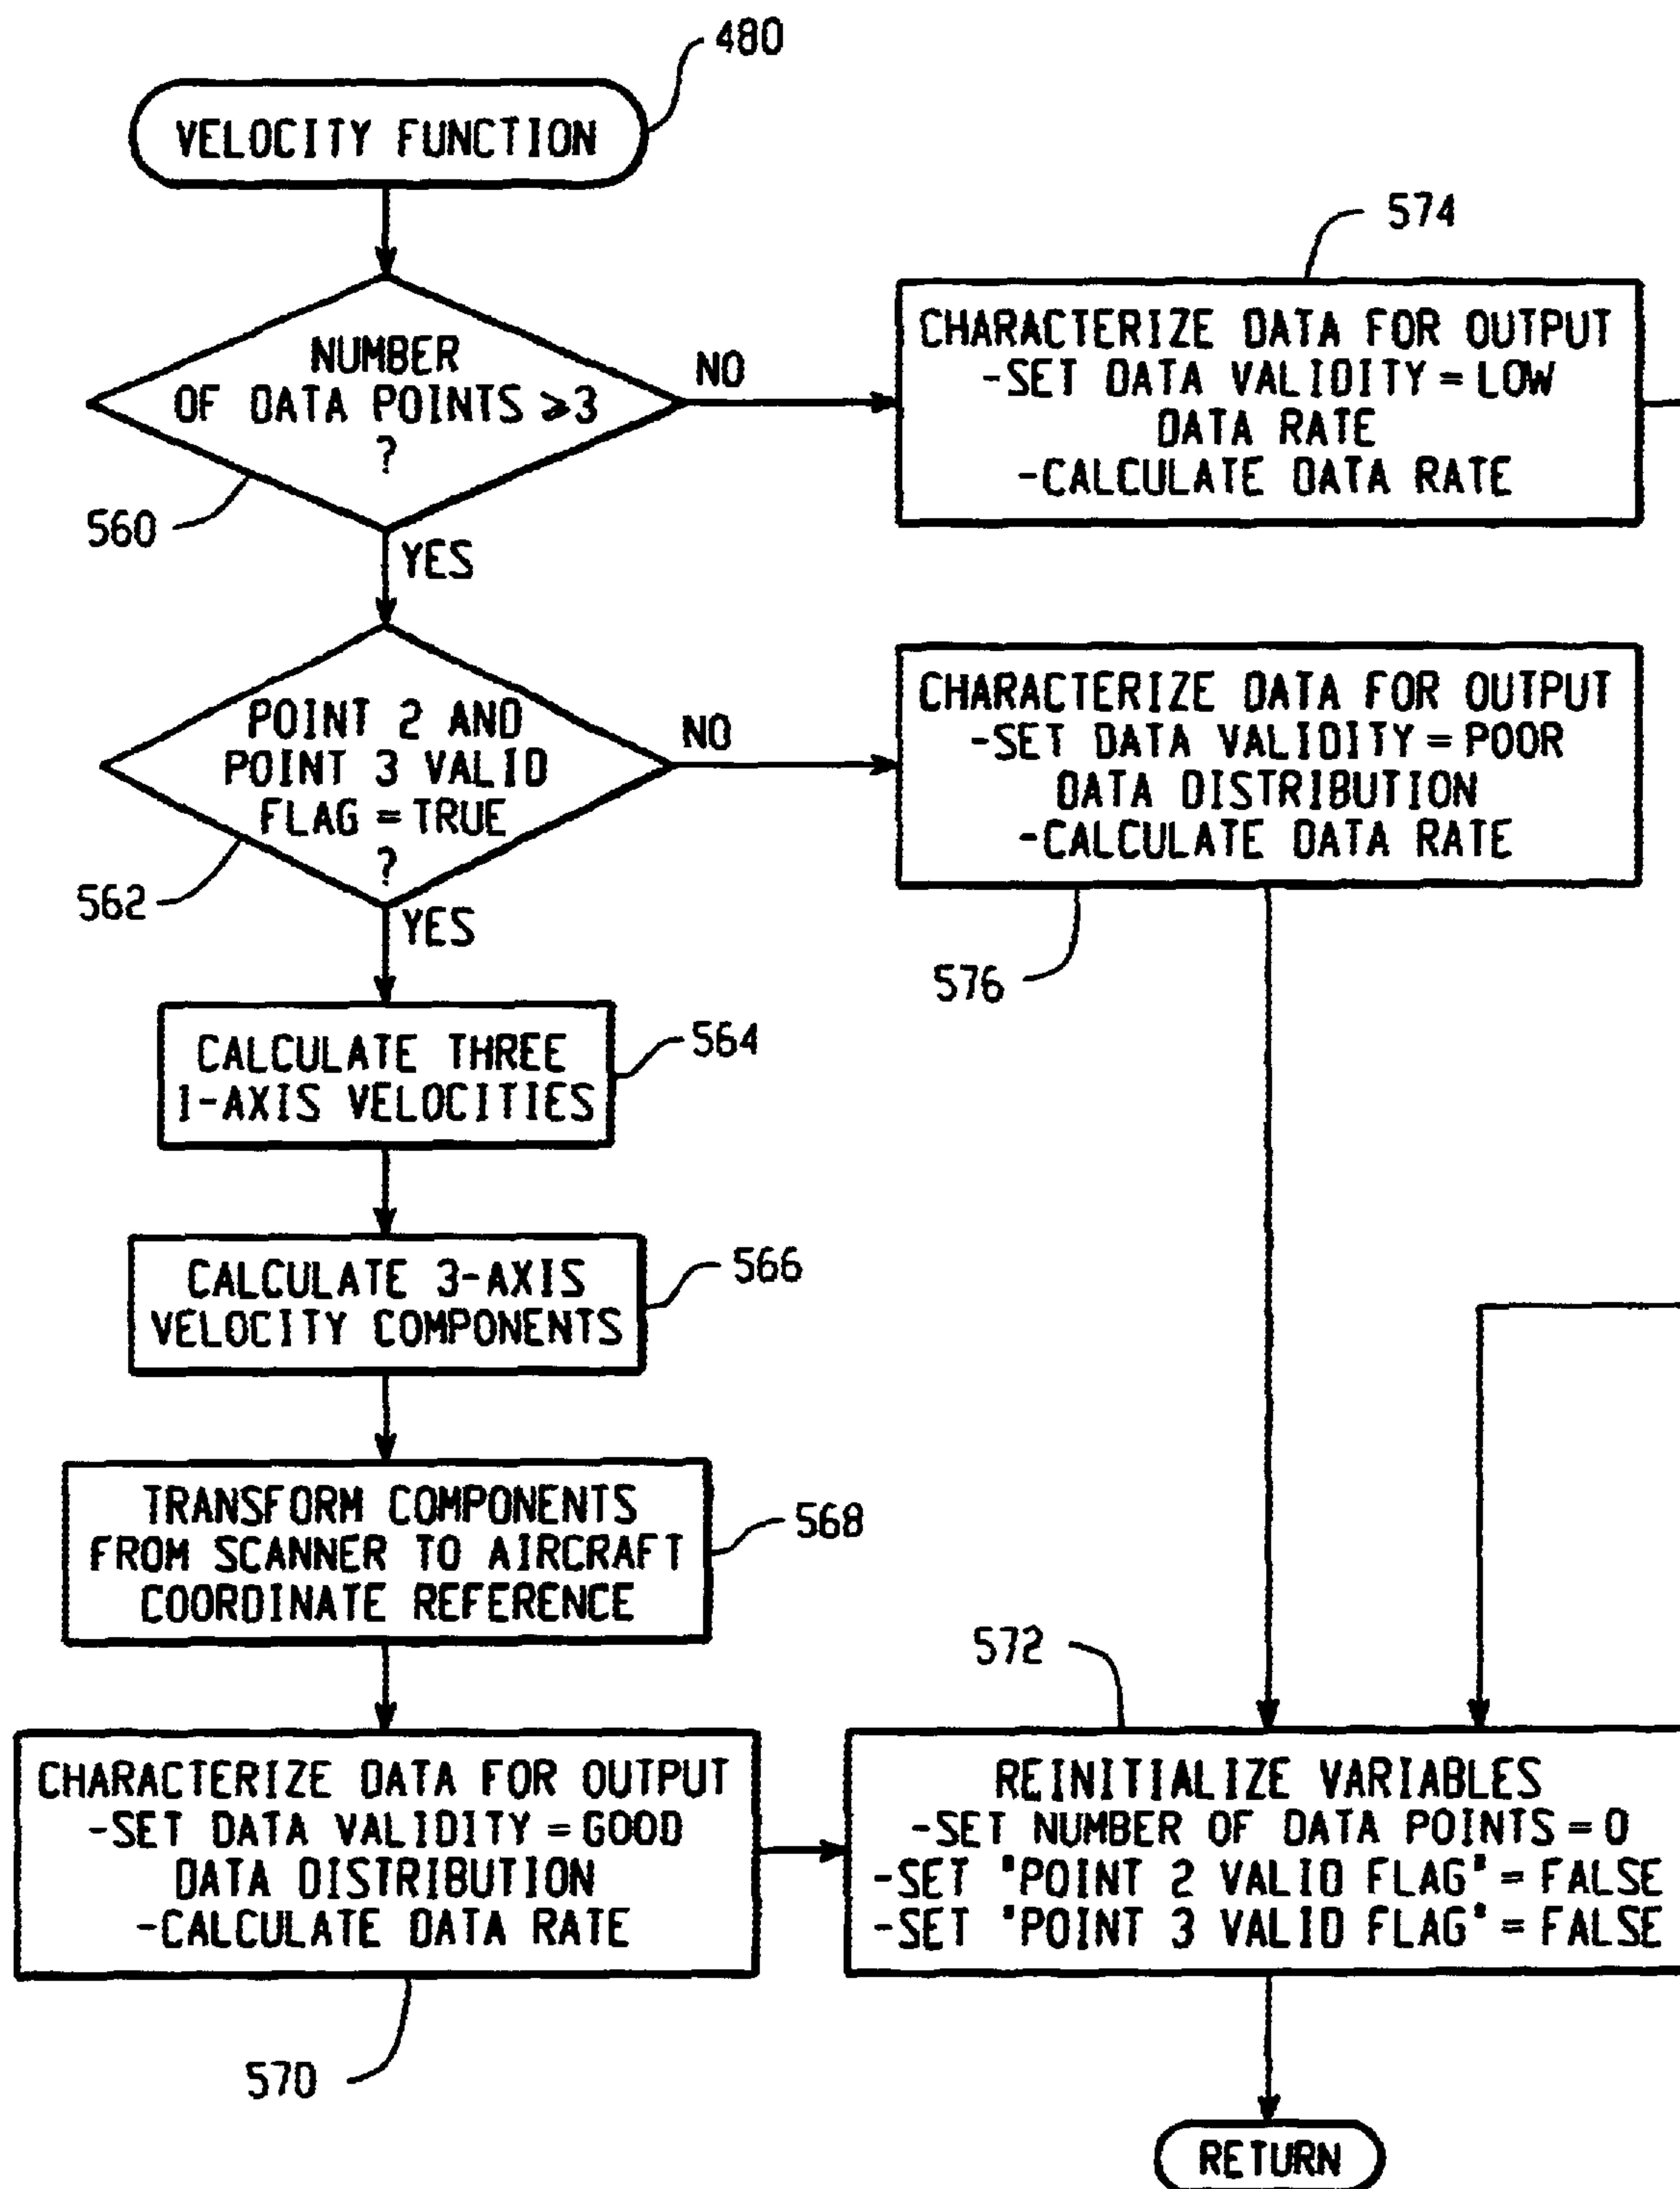 480
VELOCITY FUNCTION
574
NUMBER
OF DATA POINTS ≥3
?
NO
560
YES
CHARACTERIZE DATA FOR OUTPUT
-SET DATA VALIDITY = LOW
DATA RATE
-CALCULATE DATA RATE
POINT 2 AND
POINT 3 VALID
FLAG = TRUE
?
NO
562
YES
CHARACTERIZE DATA FOR OUTPUT
-SET DATA VALIDITY = POOR
DATA DISTRIBUTION
-CALCULATE DATA RATE
576
CALCULATE THREE
1-AXIS VELOCITIES
564
CALCULATE 3-AXIS
VELOCITY COMPONENTS
566
TRANSFORM COMPONENTS
FROM SCANNER TO AIRCRAFT
COORDINATE REFERENCE
568
572
CHARACTERIZE DATA FOR OUTPUT
-SET DATA VALIDITY = GOOD
DATA DISTRIBUTION
-CALCULATE DATA RATE
570
REINITIALIZE VARIABLES
-SET NUMBER OF DATA POINTS = 0
-SET "POINT 2 VALID FLAG" = FALSE
-SET "POINT 3 VALID FLAG" = FALSE
RETURN